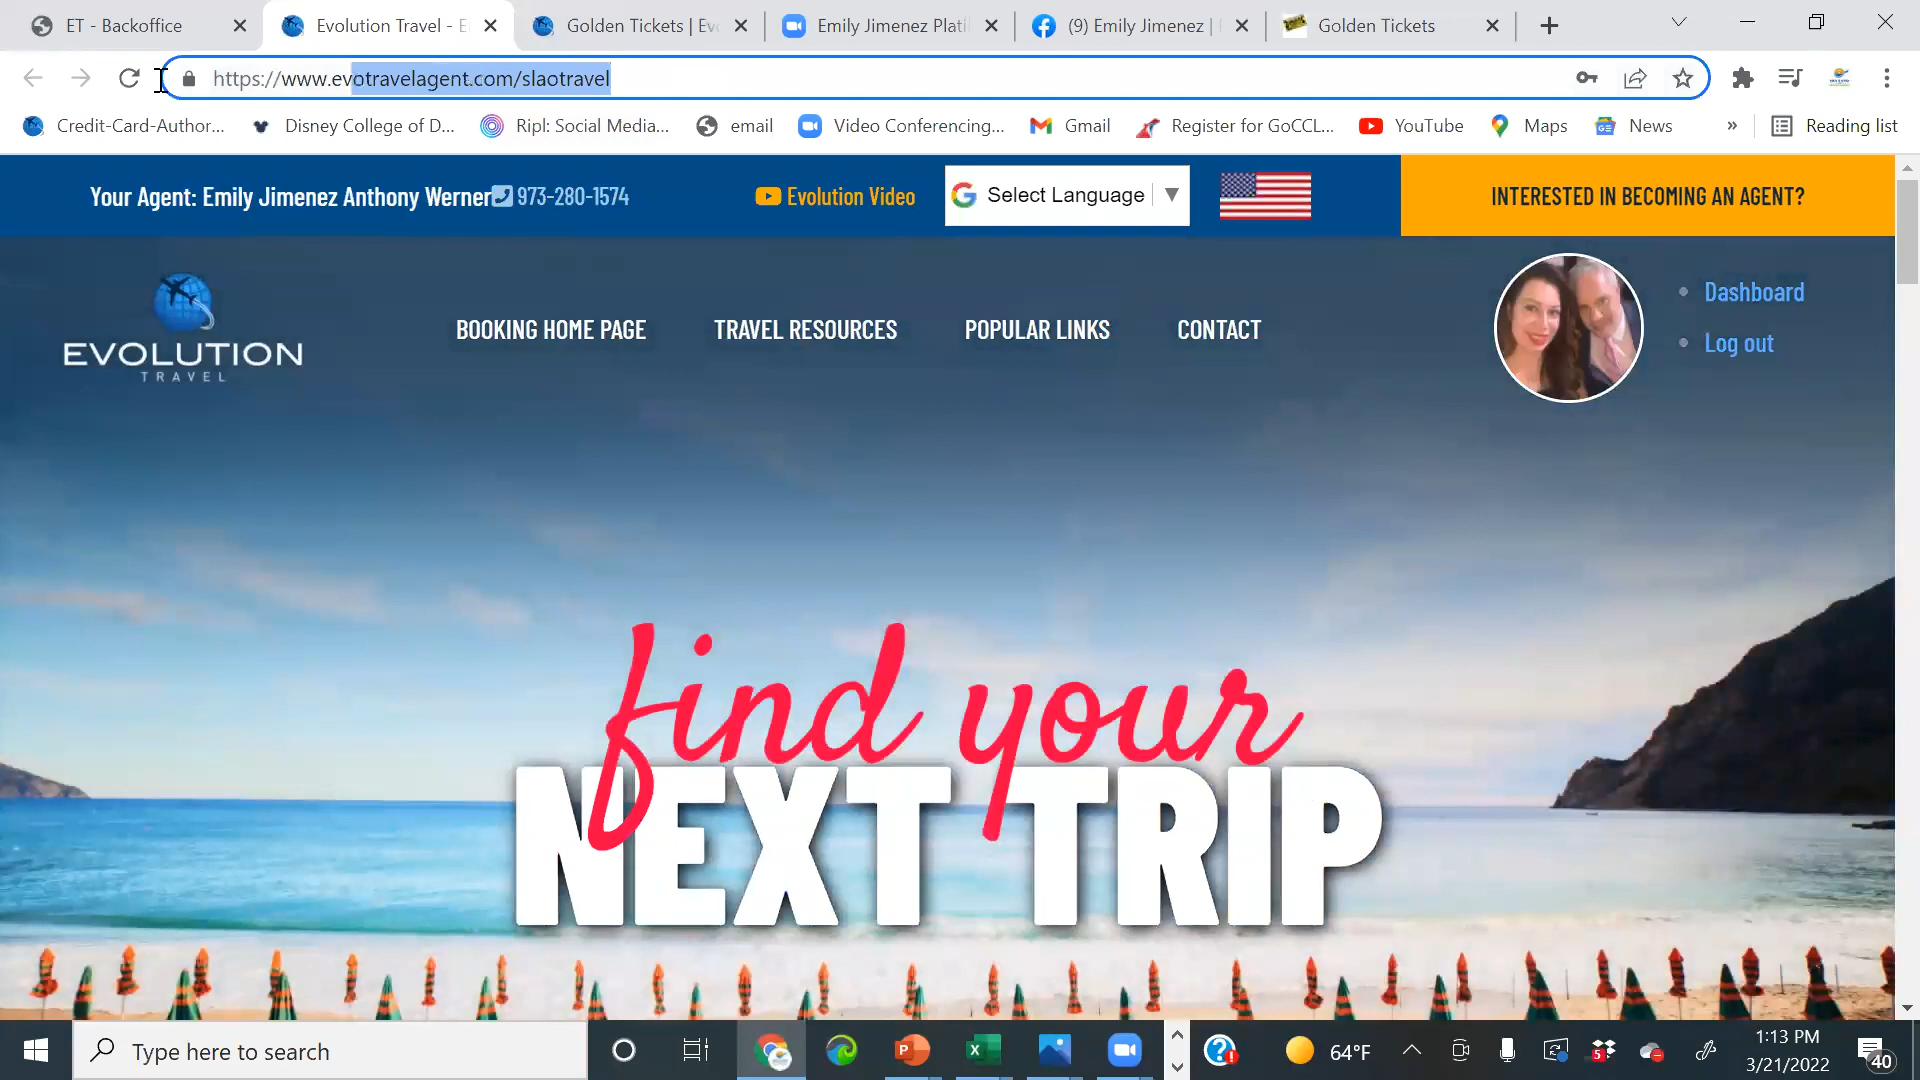 ET - Backoffice
Evolution Travel - E
Golden Tickets | Evo
Emily Jimenez Plati
(9) Emily Jimenez |
Golden Tickets
https://www.evotravelagent.com/slaotravel
Credit-Card-Author...
Disney College of D...
Ripl: Social Media...
email
Video Conferencing...
Gmail
Register for GoCCL...
YouTube
Maps
News
»
Reading list
Your Agent: Emily Jimenez Anthony Werner 973-280-1574
Evolution Video
Select Language
INTERESTED IN BECOMING AN AGENT?
EVOLUTION
TRAVEL
BOOKING HOME PAGE
TRAVEL RESOURCES
POPULAR LINKS
CONTACT
Dashboard
Log out
find your
NEXT TRIP
Type here to search
64°F
5
1:13 PM
3/21/2022
40